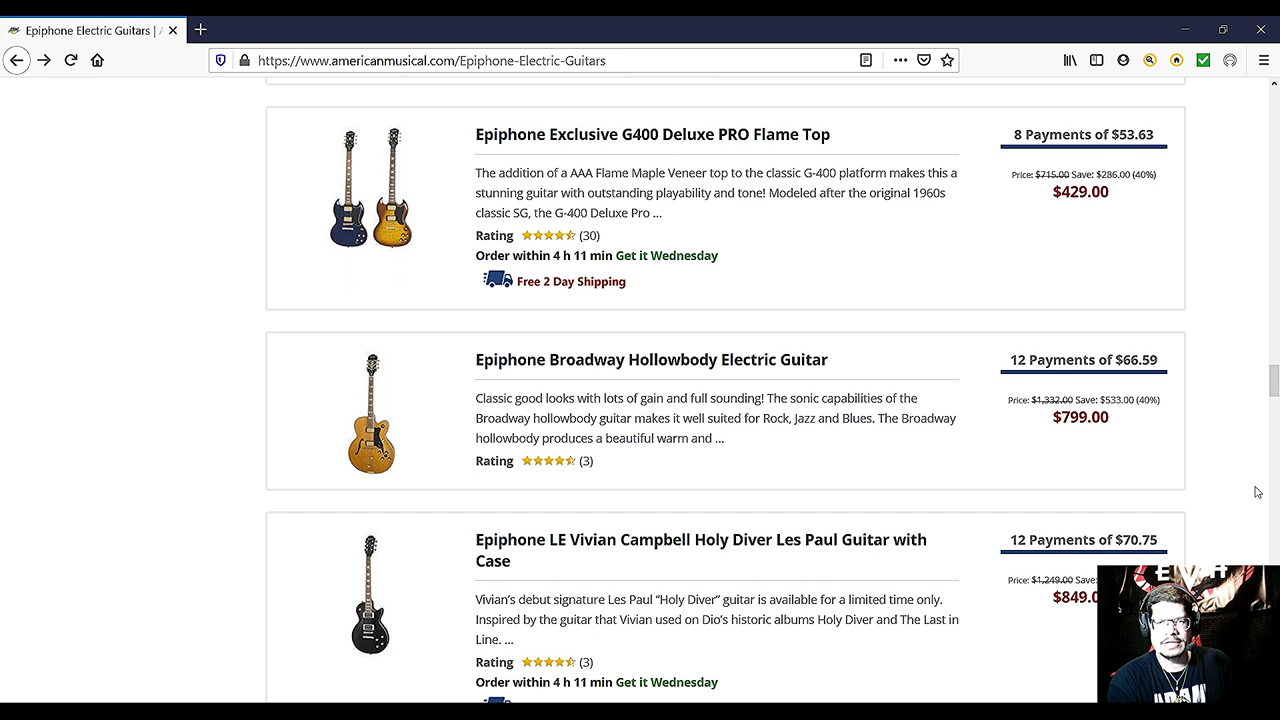 Epiphone Electric Guitars | 
https://www.americanmusical.com/Epiphone-Electric-Guitars
Epiphone Exclusive G400 Deluxe PRO Flame Top
8 Payments of $53.63
The addition of a AAA Flame Maple Veneer top to the classic G-400 platform makes this a
stunning guitar with outstanding playability and tone! Modeled after the original 1960s
classic SG, the G-400 Deluxe Pro ...
Price: $715.00 Save: $286.00 (40%)
$429.00
Rating (30)
Order within 4 h 11 min Get it Wednesday
Free 2 Day Shipping
Epiphone Broadway Hollowbody Electric Guitar
12 Payments of $66.59
Classic good looks with lots of gain and full sounding! The sonic capabilities of the
Broadway hollowbody guitar makes it well suited for Rock, Jazz and Blues. The Broadway
hollowbody produces a beautiful warm and ...
Price: $1,332.00 Save: $533.00 (40%)
$799.00
Rating (3)
Epiphone LE Vivian Campbell Holy Diver Les Paul Guitar with
Case
12 Payments of $70.75
Vivian's debut signature Les Paul “Holy Diver” guitar is available for a limited time only.
Inspired by the guitar that Vivian used on Dio's historic albums Holy Diver and The Last in
Line. ...
Price: $1,249.00 Save:
$849.0
Rating (3)
Order within 4 h 11 min Get it Wednesday